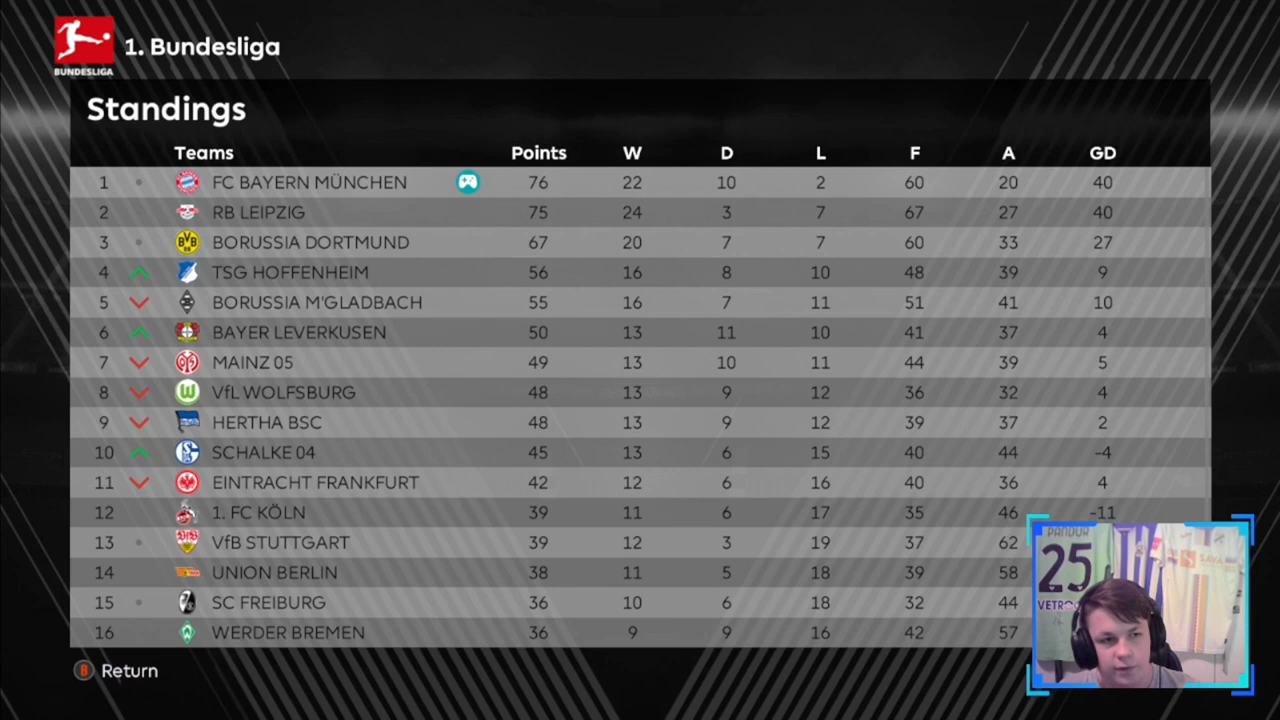 BUNDESLIGA
1. Bundesliga
Standings
Teams Points W D L F A GD
1 FC BAYERN MÜNCHEN 76 22 10 2 60 20 40
2 RB LEIPZIG 75 24 3 7 67 27 40
3 BORUSSIA DORTMUND 67 20 7 7 60 33 27
4 TSG HOFFENHEIM 56 16 8 10 48 39 9
5 BORUSSIA M'GLADBACH 55 16 7 11 51 41 10
6 BAYER LEVERKUSEN 50 13 11 10 41 37 4
7 MAINZ 05 49 13 10 11 44 39 5
8 VfL WOLFSBURG 48 13 9 12 36 32 4
9 HERTHA BSC 48 13 9 12 39 37 2
10 SCHALKE 04 45 13 6 15 40 44 -4
11 EINTRACHT FRANKFURT 42 12 6 16 40 36 4
12 1. FC KÖLN 39 11 6 17 35 46 -11
13 VfB STUTTGART 39 12 3 19 37 62
14 UNION BERLIN 38 11 5 18 39 58
15 SC FREIBURG 36 10 6 18 32 44
16 WERDER BREMEN 36 9 9 16 42 57
B Return
PANDUR
25
SAVA